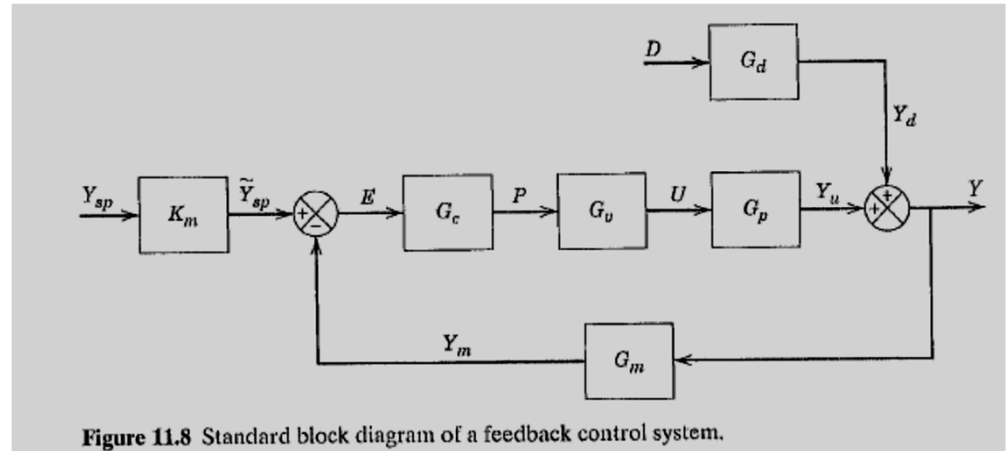 D
G_d
Y_d
Y_sp
K_m
Ỹ_sp
+
−
E
G_c
P
G_v
U
G_p
Y_u
+
+
Y
Y_m
G_m
Figure 11.8 Standard block diagram of a feedback control system.